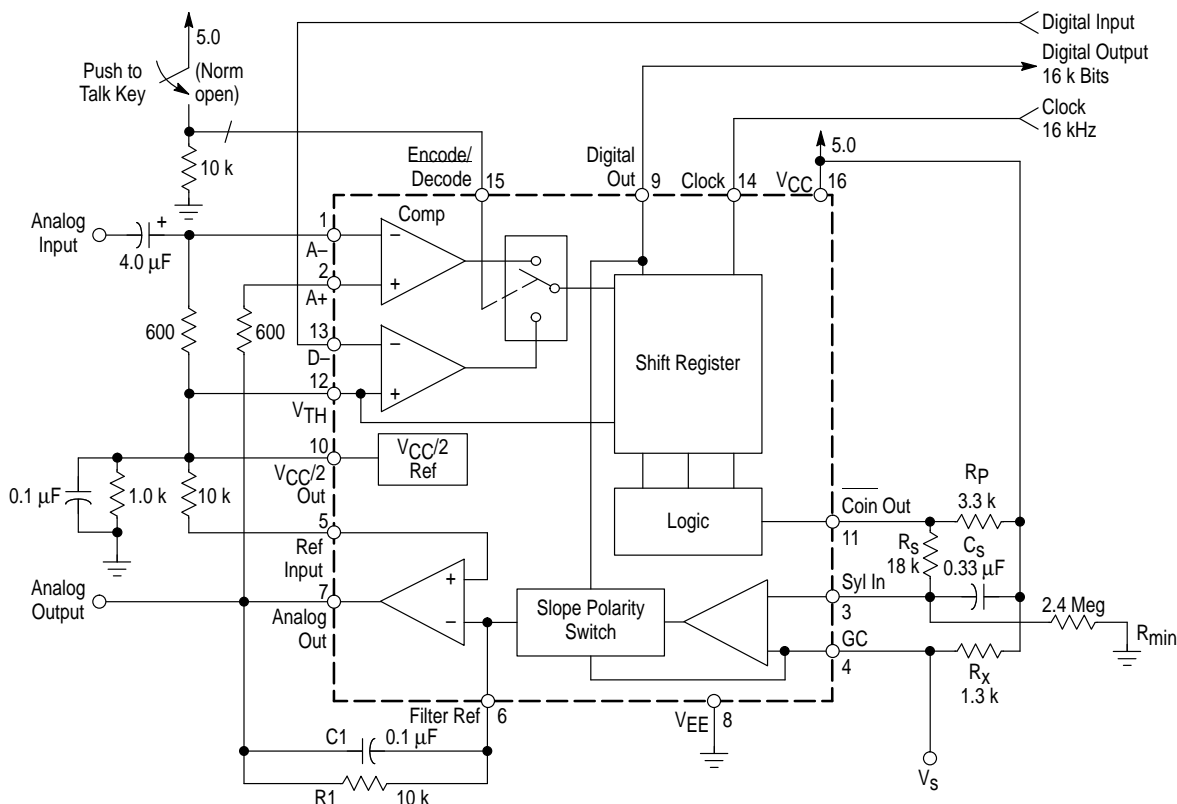 5.0
Digital Input
Push to
Talk Key
(Norm
open)
Digital Output
16 k Bits
Clock
16 kHz
10 k
Encode/
Decode
15
Digital
Out
9
Clock
14
VCC
16
5.0
Analog
Input
4.0 µF
+
1
A–
Comp
–
2
A+
+
600
600
13
D–
–
12
VTH
+
Shift Register
10
VCC/2
Out
VCC/2
Ref
0.1 µF
1.0 k
10 k
Logic
Coin Out
11
RP
3.3 k
RS
18 k
CS
0.33 µF
5
Ref
Input
+
–
Analog
Output
7
Analog
Out
Slope Polarity
Switch
Syl In
3
2.4 Meg
Rmin
GC
4
RX
1.3 k
Filter Ref
6
VEE
8
C1
0.1 µF
R1
10 k
VS